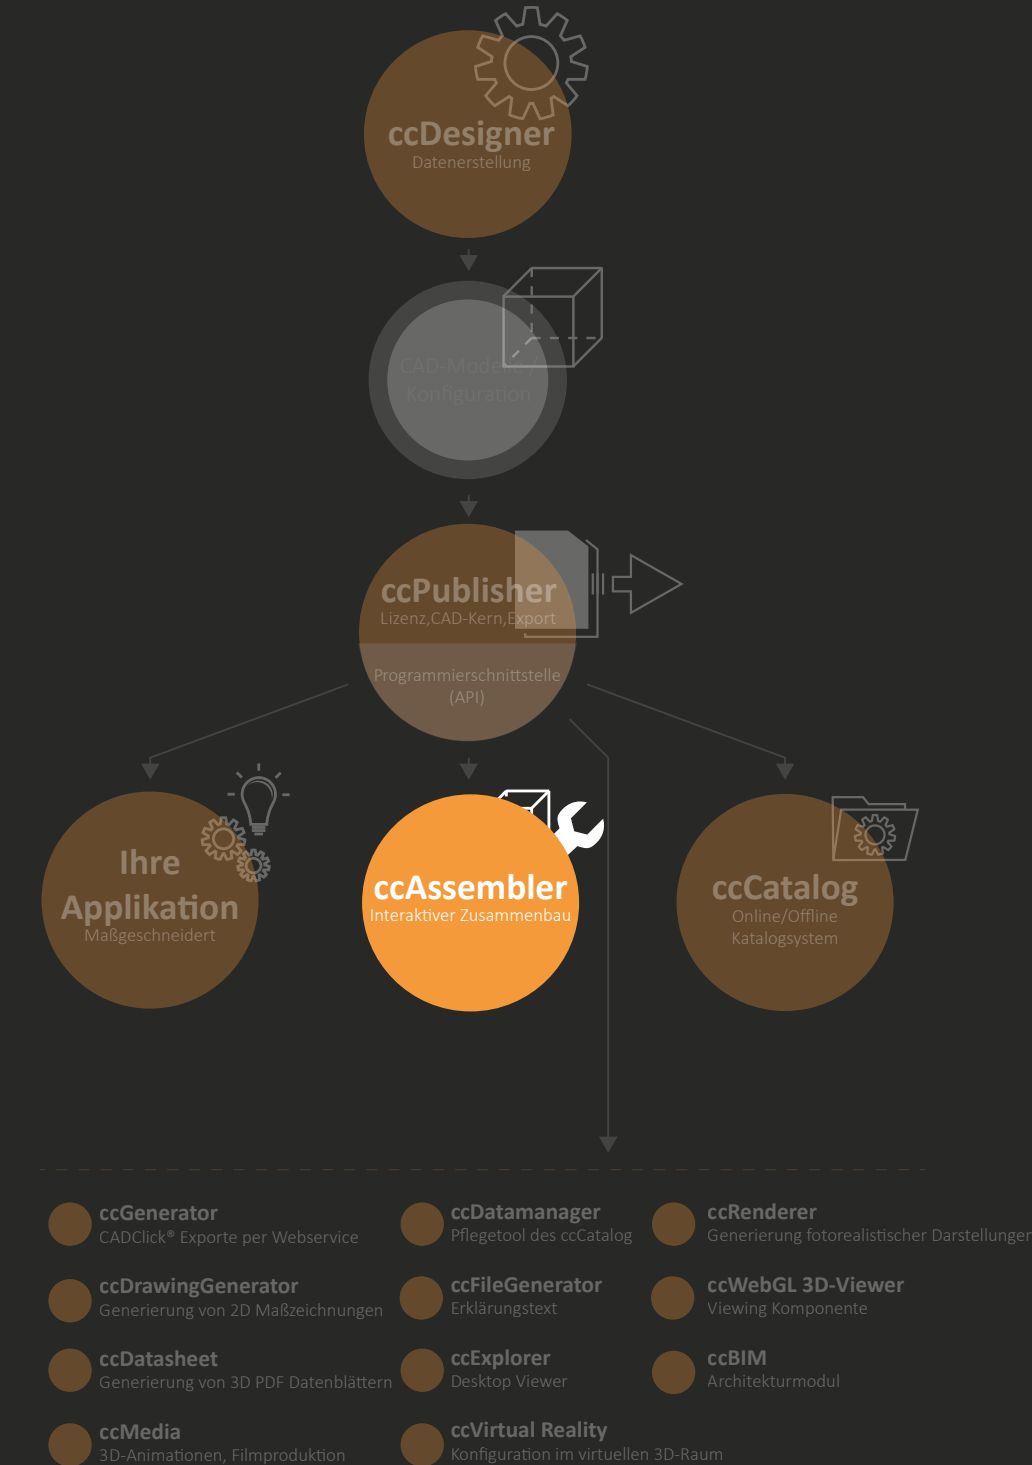 ccDesigner
Datenerstellung
CAD-Modelle /
Konfiguration
ccPublisher
Lizenz,CAD-Kern,Export
Programmierschnittstelle
(API)
Ihre
Applikation
Maßgeschneidert
ccAssembler
Interaktiver Zusammenbau
ccCatalog
Online/Offline
Katalogsystem
ccGenerator
CADClick® Exporte per Webservice
ccDatamanager
Pflegetool des ccCatalog
ccRenderer
Generierung fotorealistischer Darstellungen
ccDrawingGenerator
Generierung von 2D Maßzeichnungen
ccFileGenerator
Erklärungstext
ccWebGL 3D-Viewer
Viewing Komponente
ccDatasheet
Generierung von 3D PDF Datenblättern
ccExplorer
Desktop Viewer
ccBIM
Architekturmodul
ccMedia
3D-Animationen, Filmproduktion
ccVirtual Reality
Konfiguration im virtuellen 3D-Raum